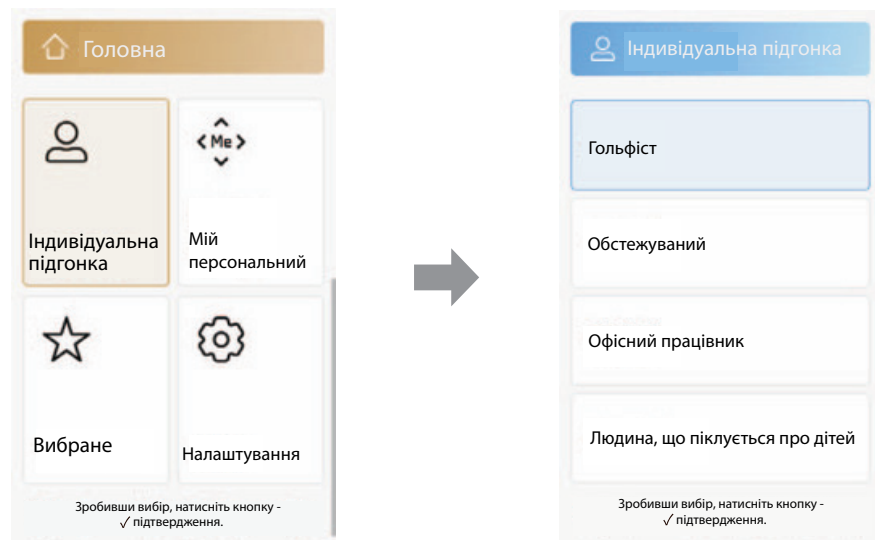 Головна
Індивідуальна
підгонка
Me
Мій
персональний
Вибране
Налаштування
Зробивши вибір, натисніть кнопку -
✓ підтвердження.
Індивідуальна підгонка
Гольфіст
Обстежуваний
Офісний працівник
Людина, що піклується про дітей
Зробивши вибір, натисніть кнопку -
✓ підтвердження.